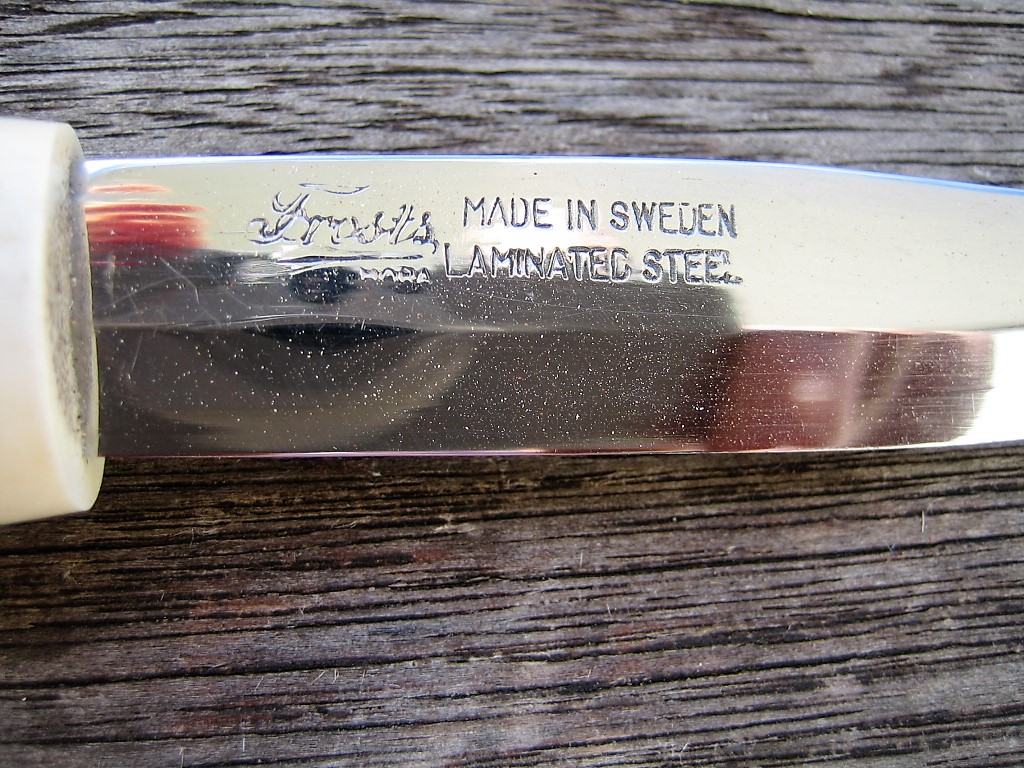 Frosts MADE IN SWEDEN
MORA LAMINATED STEEL